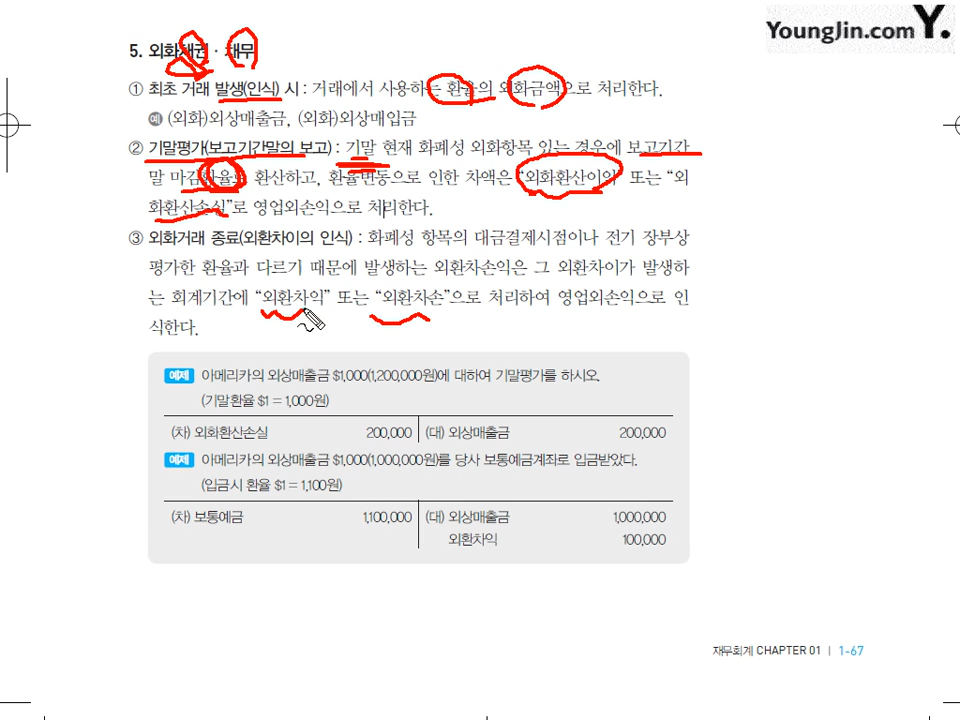 Younglin.com Y.
5. 외화채권 · 채무
① 최초 거래 발생(인식) 시 : 거래에서 사용하는 환율의 외화금액으로 처리한다.
예 (외화)외상매출금, (외화)외상매입금
② 기말평가(보고기간말의 보고) : 기말 현재 화폐성 외화항목 있는 경우에 보고기간
말 마감환율로 환산하고, 환율변동으로 인한 차액은 “외화환산이익” 또는 “외
화환산손실”로 영업외손익으로 처리한다.
③ 외화거래 종료(외환차이의 인식) : 화폐성 항목의 대금결제시점이나 전기 장부상
평가한 환율과 다르기 때문에 발생하는 외환차손익은 그 외환차이가 발생하
는 회계기간에 “외환차익” 또는 “외환차손”으로 처리하여 영업외손익으로 인
식한다.
예제 아메리카의 외상매출금 $1,000(1,200,000원)에 대하여 기말평가를 하시오.
(기말환율 $1 = 1,000원)
(차) 외화환산손실 200,000 (대) 외상매출금 200,000
예제 아메리카의 외상매출금 $1,000(1,000,000원)를 당사 보통예금계좌로 입금받았다.
(입금시 환율 $1 = 1,100원)
(차) 보통예금 1,100,000 (대) 외상매출금 1,000,000
외환차익 100,000
재무회계 CHAPTER 01 | 1-67